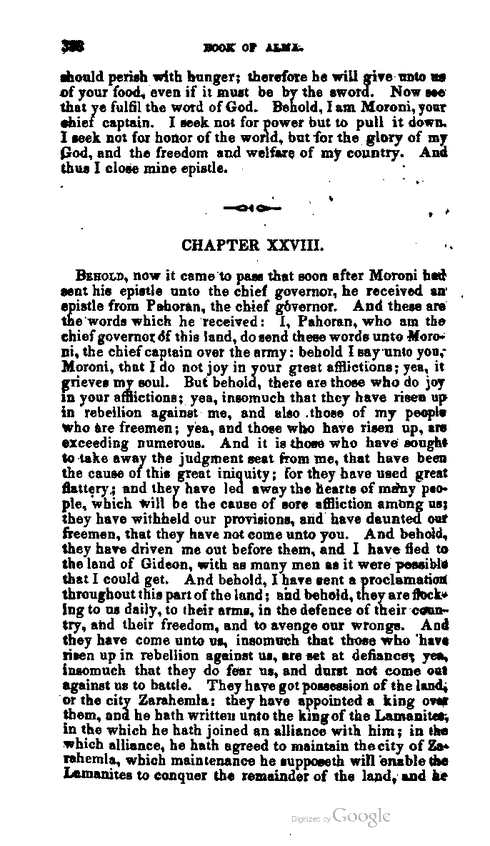 398 BOOK OF ALMA.
should perish with hunger; therefore he will give unto us
of your food, even if it must be by the sword. Now see
that ye fulfil the word of God. Behold, I am Moroni, your
chief captain. I seek not for power but to pull it down.
I seek not for honor of the world, but for the glory of my
God, and the freedom and welfare of my country. And
thus I close mine epistle.
CHAPTER XXVIII.
BEHOLD, now it came to pass that soon after Moroni had
sent his epistle unto the chief governor, he received an
epistle from Pahoran, the chief governor. And these are
the words which he received: I, Pahoran, who am the
chief governor of this land, do send these words unto Moro-
ni, the chief captain over the army: behold I say unto you,
Moroni, that I do not joy in your great afflictions; yea, it
grieves my soul. But behold, there are those who do joy
in your afflictions; yea, insomuch that they have risen up
in rebellion against me, and also those of my people
who are freemen; yea, and those who have risen up, are
exceeding numerous. And it is those who have sought
to take away the judgment seat from me, that have been
the cause of this great iniquity; for they have used great
flattery; and they have led away the hearts of many peo-
ple, which will be the cause of sore affliction among us;
they have withheld our provisions, and have daunted our
freemen, that they have not come unto you. And behold,
they have driven me out before them, and I have fled to
the land of Gideon, with as many men as it were possible
that I could get. And behold, I have sent a proclamation
throughout this part of the land; and behold, they are flock-
ing to us daily, to their arms, in the defence of their coun-
try, and their freedom, and to avenge our wrongs. And
they have come unto us, insomuch that those who have
risen up in rebellion against us, are set at defiance; yea,
insomuch that they do fear us, and durst not come out
against us to battle. They have got possession of the land,
or the city Zarahemla: they have appointed a king over
them, and he hath written unto the king of the Lamanites,
in the which he hath joined an alliance with him; in the
which alliance, he hath agreed to maintain the city of Za-
rahemla, which maintenance he supposeth will enable the
Lamanites to conquer the remainder of the land, and he
Digitized by Google